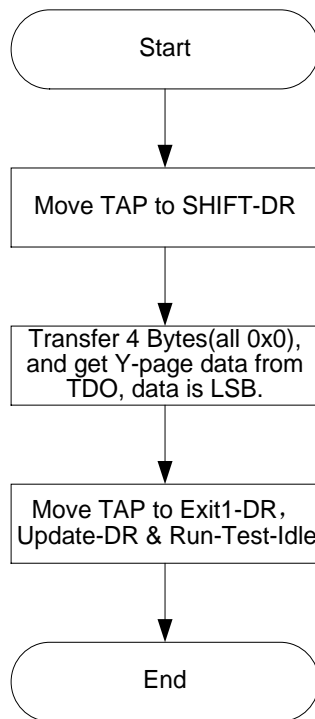 Start
Move TAP to SHIFT-DR
Transfer 4 Bytes(all 0x0),
and get Y-page data from
TDO, data is LSB.
Move TAP to Exit1-DR，
Update-DR & Run-Test-Idle
End